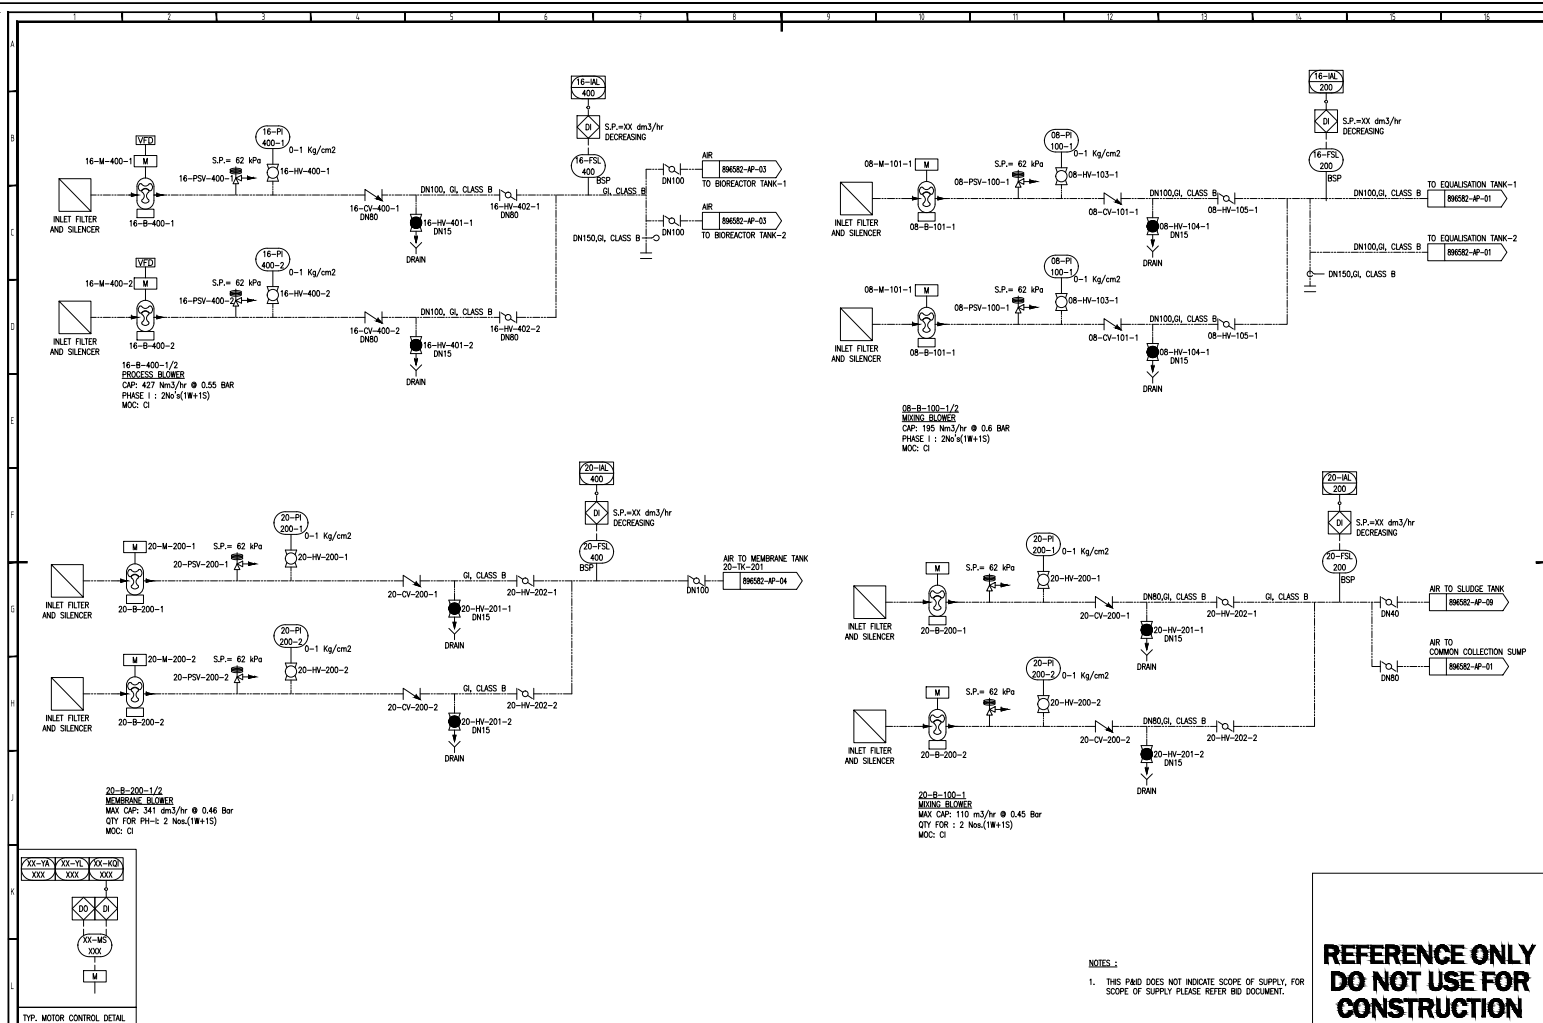 1 2 3 4 5 6 7 8 9 10 11 12 13 14 15 16
A
B
C
D
E
F
G
H
J
K
L
16-IAL
400
DI
S.P.=XX dm3/hr
DECREASING
16-FSL
400
BSP
VFD
16-M-400-1
M
S.P.= 62 kPa
16-PSV-400-1
16-PI
400-1
0-1 Kg/cm2
16-HV-400-1
INLET FILTER
AND SILENCER
16-B-400-1
16-CV-400-1
DN80
DN100, GI, CLASS B
16-HV-401-1
DN15
DRAIN
16-HV-402-1
DN80
GI, CLASS B
DN100
AIR
896582-AP-03
TO BIOREACTOR TANK-1
DN100
AIR
896582-AP-03
TO BIOREACTOR TANK-2
DN150,GI, CLASS B
VFD
16-M-400-2
M
S.P.= 62 kPa
16-PSV-400-2
16-PI
400-2
0-1 Kg/cm2
16-HV-400-2
INLET FILTER
AND SILENCER
16-B-400-2
16-CV-400-2
DN80
DN100, GI, CLASS B
16-HV-401-2
DN15
DRAIN
16-HV-402-2
DN80
16-B-400-1/2
PROCESS BLOWER
CAP: 427 Nm3/hr @ 0.55 BAR
PHASE I : 2No's(1W+1S)
MOC: CI
16-IAL
200
DI
S.P.=XX dm3/hr
DECREASING
16-FSL
200
BSP
08-M-101-1
M
S.P.= 62 kPa
08-PSV-100-1
08-PI
100-1
0-1 Kg/cm2
08-HV-103-1
INLET FILTER
AND SILENCER
08-B-101-1
08-CV-101-1
DN100,GI, CLASS B
08-HV-104-1
DN15
DRAIN
08-HV-105-1
DN100,GI, CLASS B
TO EQUALISATION TANK-1
896582-AP-01
DN100,GI, CLASS B
TO EQUALISATION TANK-2
896582-AP-01
DN150,GI, CLASS B
08-M-101-1
M
S.P.= 62 kPa
08-PSV-100-1
08-PI
100-1
0-1 Kg/cm2
08-HV-103-1
INLET FILTER
AND SILENCER
08-B-101-1
08-CV-101-1
DN100,GI, CLASS B
08-HV-104-1
DN15
DRAIN
08-HV-105-1
08-B-100-1/2
MIXING BLOWER
CAP: 195 Nm3/hr @ 0.6 BAR
PHASE I : 2No's(1W+1S)
MOC: CI
20-IAL
400
DI
S.P.=XX dm3/hr
DECREASING
20-FSL
400
BSP
M
20-M-200-1
S.P.= 62 kPa
20-PSV-200-1
20-PI
200-1
0-1 Kg/cm2
20-HV-200-1
INLET FILTER
AND SILENCER
20-B-200-1
20-CV-200-1
GI, CLASS B
20-HV-201-1
DN15
DRAIN
20-HV-202-1
DN100
AIR TO MEMBRANE TANK
20-TK-201
896582-AP-04
M
20-M-200-2
S.P.= 62 kPa
20-PSV-200-2
20-PI
200-2
0-1 Kg/cm2
20-HV-200-2
INLET FILTER
AND SILENCER
20-B-200-2
20-CV-200-2
GI, CLASS B
20-HV-201-2
DN15
DRAIN
20-HV-202-2
20-B-200-1/2
MEMBRANE BLOWER
MAX CAP: 341 dm3/hr @ 0.46 Bar
QTY FOR PH-I: 2 Nos.(1W+1S)
MOC: CI
20-IAL
200
DI
S.P.=XX dm3/hr
DECREASING
20-FSL
200
BSP
M
S.P.= 62 kPa
20-PI
200-1
0-1 Kg/cm2
20-HV-200-1
INLET FILTER
AND SILENCER
20-B-200-1
20-CV-200-1
DN80,GI, CLASS B
20-HV-201-1
DN15
DRAIN
20-HV-202-1
GI, CLASS B
DN40
AIR TO SLUDGE TANK
896582-AP-09
DN80
AIR TO
COMMON COLLECTION SUMP
896582-AP-01
M
S.P.= 62 kPa
20-PI
200-2
0-1 Kg/cm2
20-HV-200-2
INLET FILTER
AND SILENCER
20-B-200-2
20-CV-200-2
DN80,GI, CLASS B
20-HV-201-2
DN15
DRAIN
20-HV-202-2
20-B-100-1
MIXING BLOWER
MAX CAP: 110 m3/hr @ 0.45 Bar
QTY FOR : 2 Nos.(1W+1S)
MOC: CI
XX-YA XX-YL XX-KQI
XXX XXX XXX
DO DI
XX-MS
XXX
M
TYP. MOTOR CONTROL DETAIL
NOTES :
1. THIS P&ID DOES NOT INDICATE SCOPE OF SUPPLY, FOR
SCOPE OF SUPPLY PLEASE REFER BID DOCUMENT.
REFERENCE ONLY
DO NOT USE FOR
CONSTRUCTION